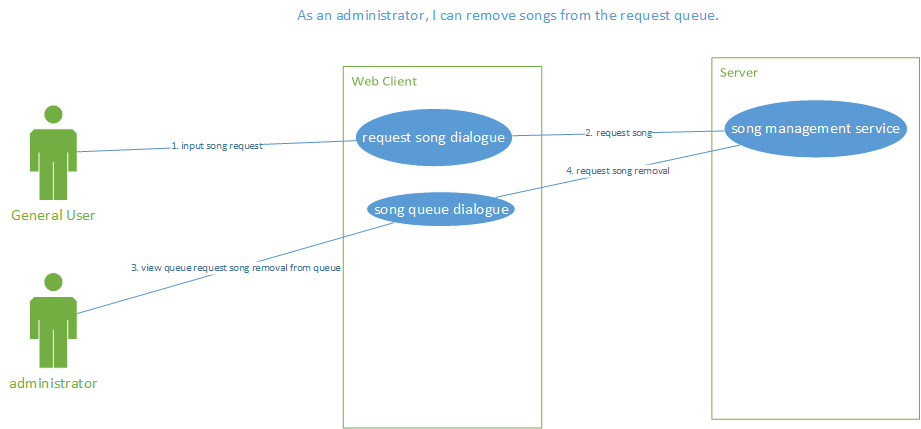 As an administrator, I can remove songs from the request queue.
Web Client
Server
request song dialogue
2. request song
song management service
1. input song request
4. request song removal
General User
song queue dialogue
3. view queue request song removal from queue
administrator